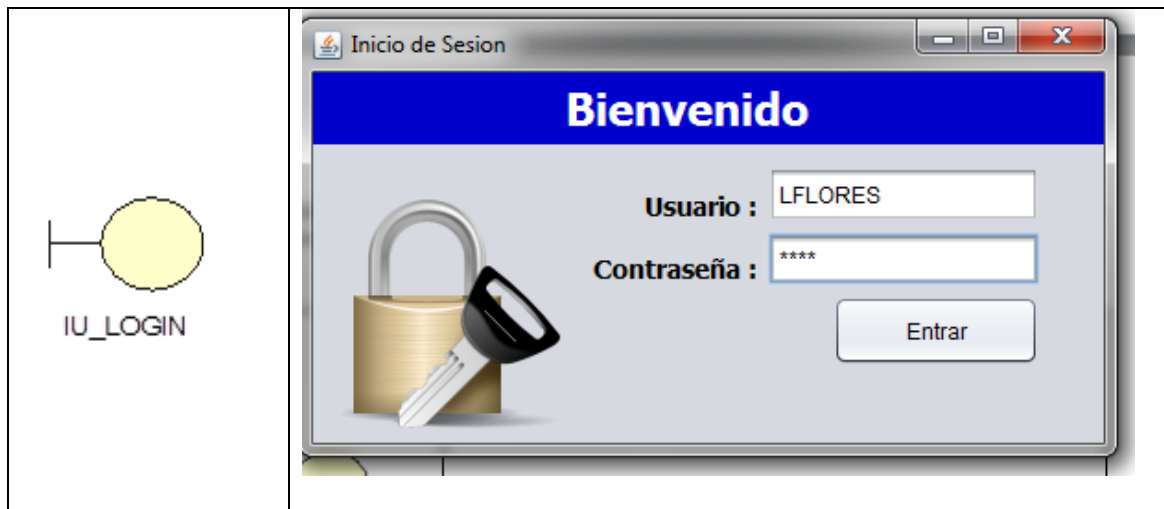 IU_LOGIN
Inicio de Sesion
Bienvenido
Usuario : LFLORES
Contraseña : ****
Entrar